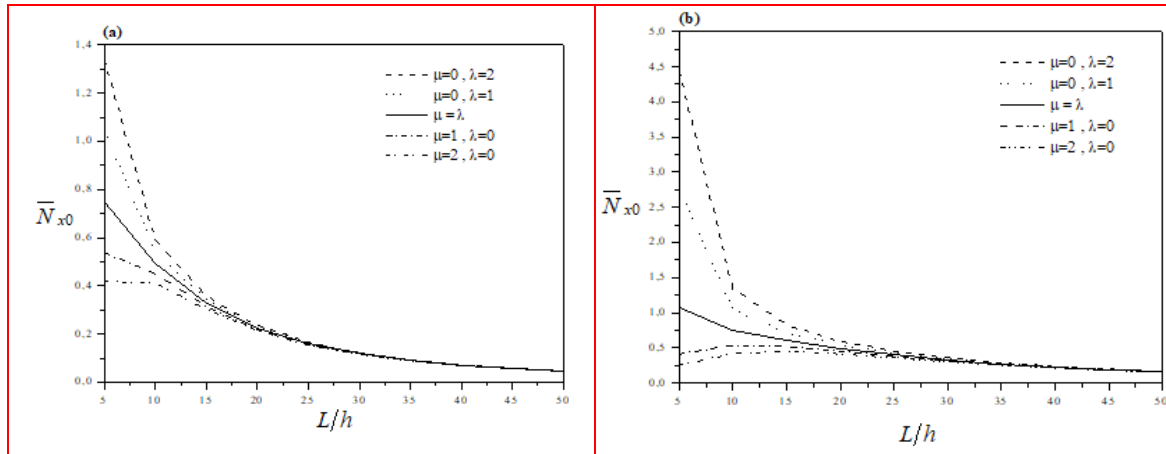 (a)
1.4
1.2
1.0
0.8
0.6
0.4
0.2
0.0
N̅x0
μ=0 , λ=2
μ=0, λ=1
μ = λ
μ=1 , λ=0
μ=2 , λ=0
5 10 15 20 25 30 35 40 45 50
L/h
(b)
5.0
4.5
4.0
3.5
3.0
2.5
2.0
1.5
1.0
0.5
0.0
N̅x0
μ=0 , λ=2
μ=0, λ=1
μ = λ
μ=1 , λ=0
μ=2 , λ=0
5 10 15 20 25 30 35 40 45 50
L/h